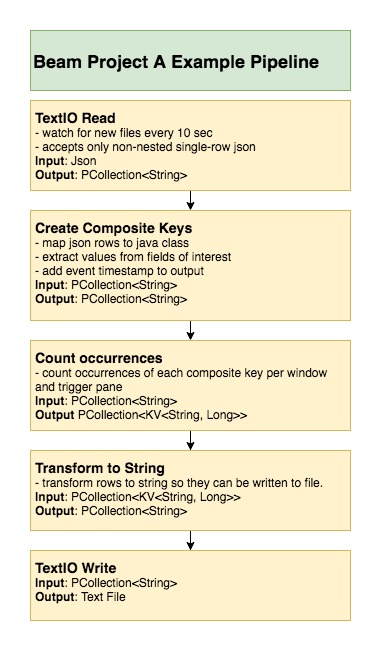 Beam Project A Example Pipeline
TextIO Read
- watch for new files every 10 sec
- accepts only non-nested single-row json
Input: Json
Output: PCollection<String>
Create Composite Keys
- map json rows to java class
- extract values from fields of interest
- add event timestamp to output
Input: PCollection<String>
Output: PCollection<String>
Count occurrences
- count occurrences of each composite key per window
and trigger pane
Input: PCollection<String>
Output PCollection<KV<String, Long>>
Transform to String
- transform rows to string so they can be written to file.
Input: PCollection<KV<String, Long>>
Output: PCollection<String>
TextIO Write
Input: PCollection<String>
Output: Text File